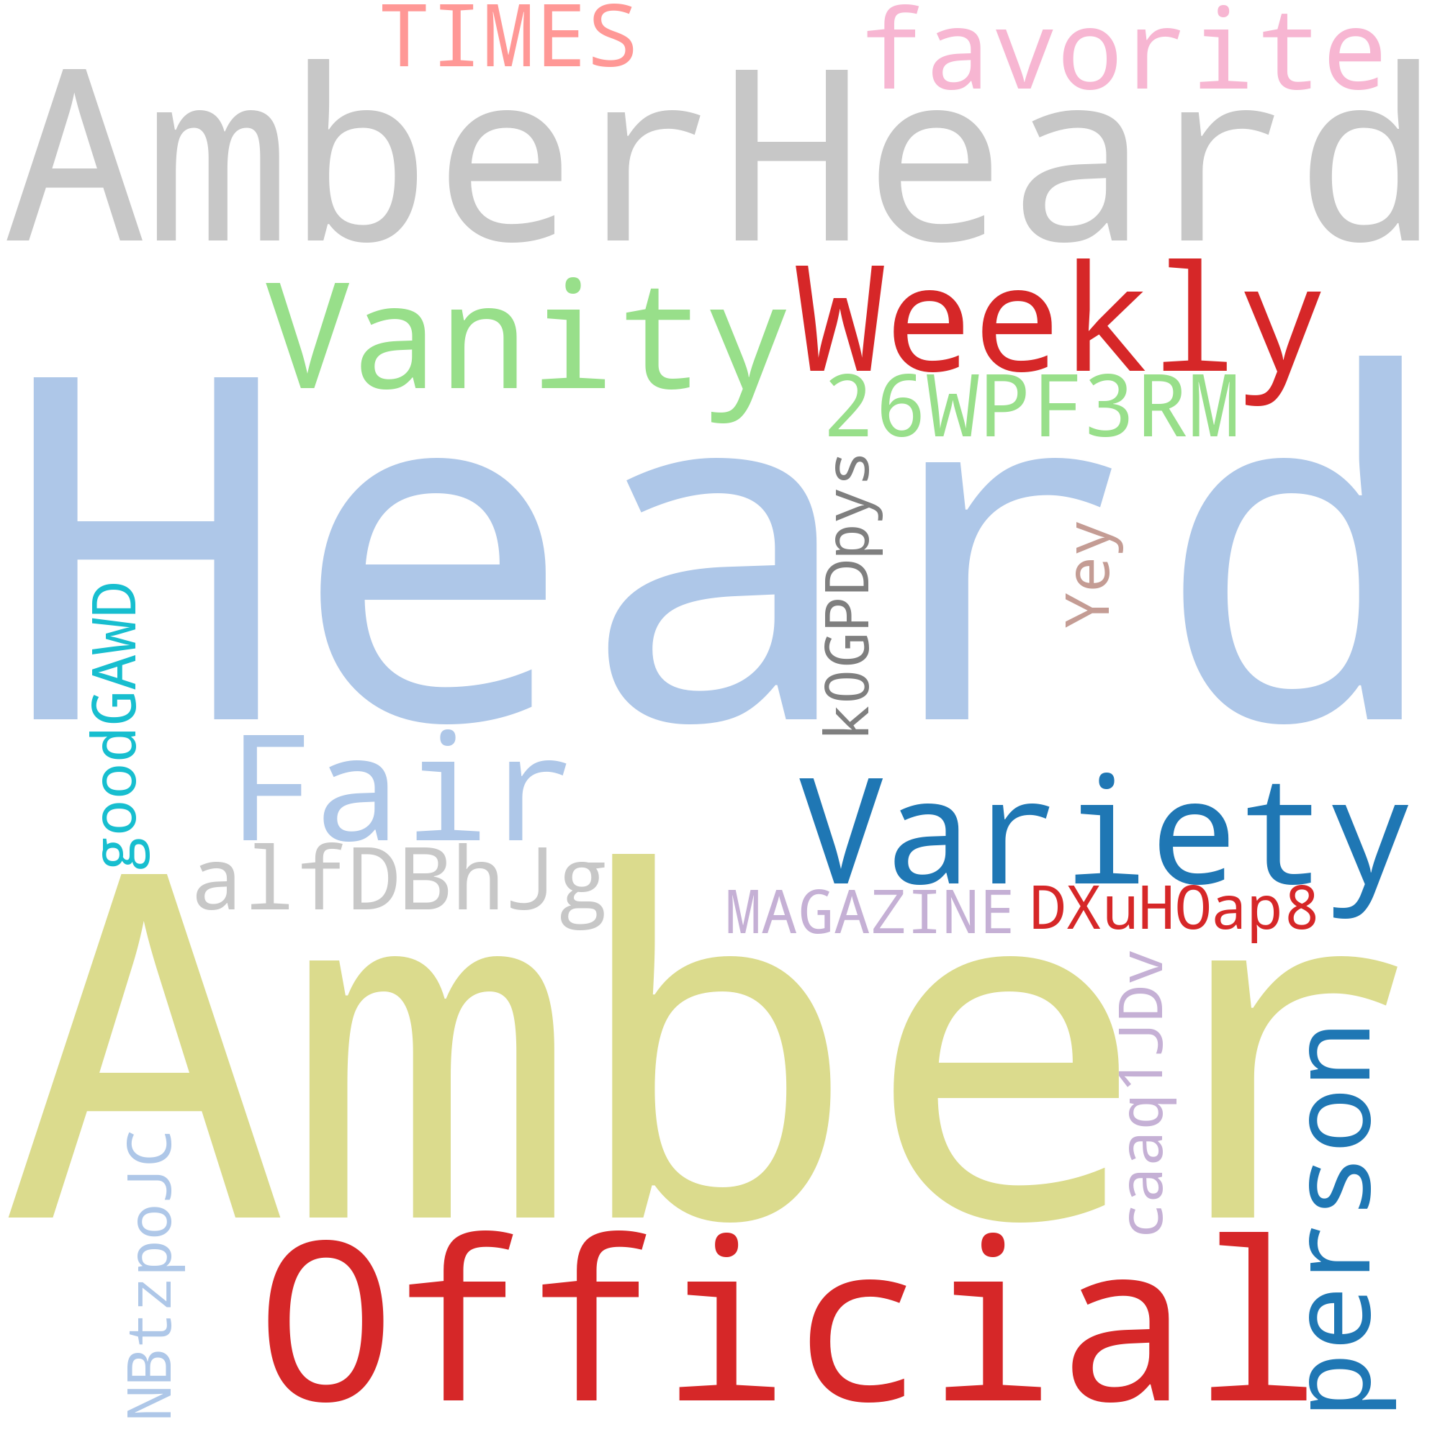 TIMES
favorite
AmberHeard
Vanity
Weekly
26WPF3RM
Heard
k0GPDpys
Yey
goodGAWD
Fair
Variety
alfDBhJg
MAGAZINE
DXuHOap8
Amber
caaq1JDv
person
NBtzpoJC
Official